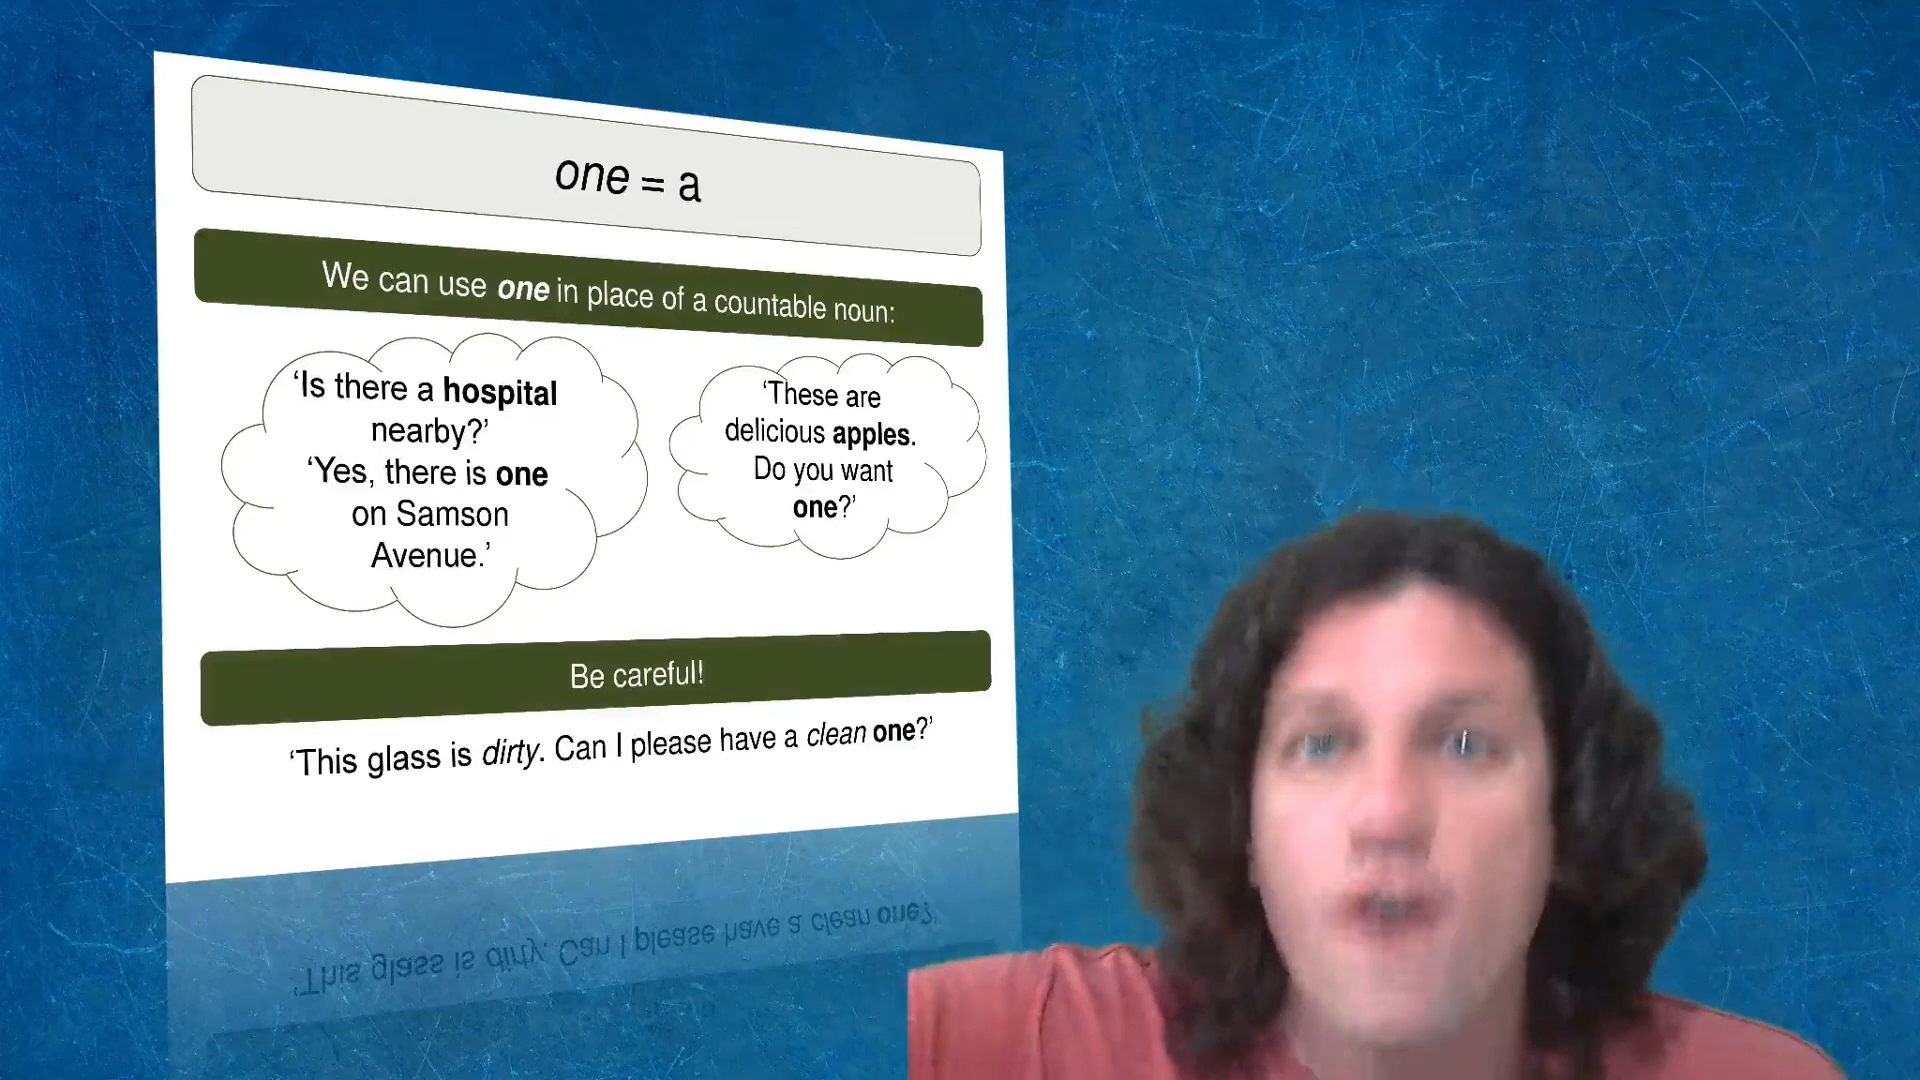 one = a
We can use one in place of a countable noun:
‘Is there a hospital
nearby?’
‘Yes, there is one
on Samson
Avenue.’
‘These are
delicious apples.
Do you want
one?’
Be careful!
‘This glass is dirty. Can I please have a clean one?’